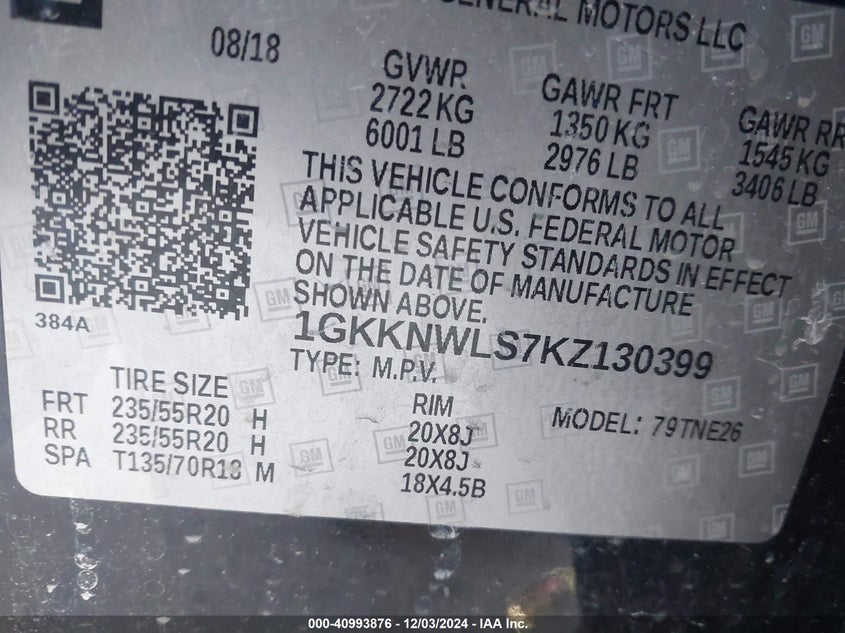 GENERAL MOTORS LLC
08/18
GVWR
2722 KG
6001 LB
GAWR FRT
1350 KG
2976 LB
GAWR RR
1545 KG
3406 LB
THIS VEHICLE CONFORMS TO ALL
APPLICABLE U.S. FEDERAL MOTOR
VEHICLE SAFETY STANDARDS IN EFFECT
ON THE DATE OF MANUFACTURE
SHOWN ABOVE.
384A
1GKKNWLS7KZ130399
TYPE: M.P.V.
MODEL: 79TNE26
TIRE SIZE RIM
FRT 235/55R20 H 20X8J
RR 235/55R20 H 20X8J
SPA T135/70R18 M 18X4.5B
GM
000-40993876 - 12/03/2024 - IAA Inc.